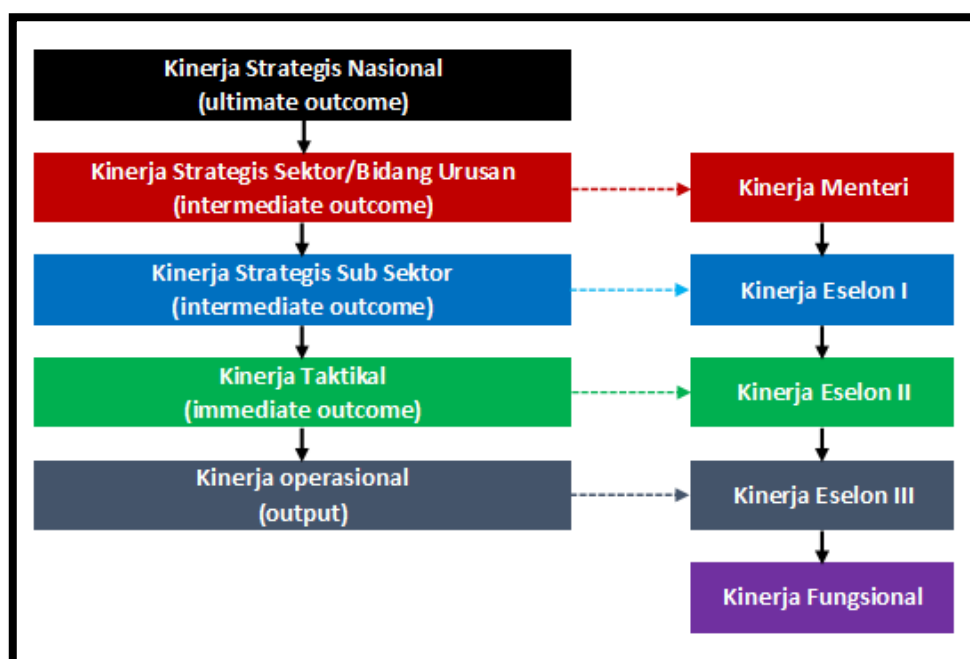 Kinerja Strategis Nasional
(ultimate outcome)
Kinerja Strategis Sektor/Bidang Urusan
(intermediate outcome)
Kinerja Menteri
Kinerja Strategis Sub Sektor
(intermediate outcome)
Kinerja Eselon I
Kinerja Taktikal
(immediate outcome)
Kinerja Eselon II
Kinerja operasional
(output)
Kinerja Eselon III
Kinerja Fungsional